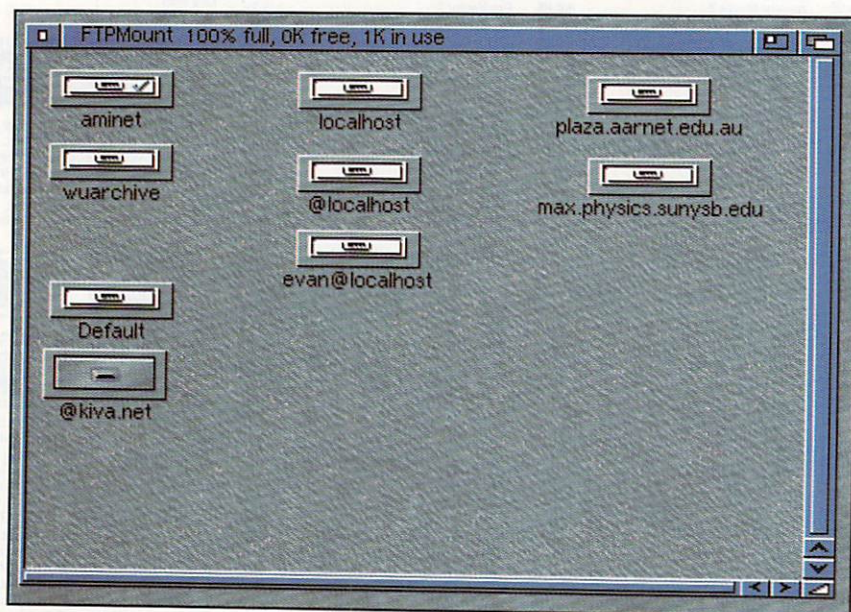 FTPMount 100% full, 0K free, 1K in use
aminet
localhost
plaza.aarnet.edu.au
wuarchive
@localhost
max.physics.sunysb.edu
evan@localhost
Default
@kiva.net